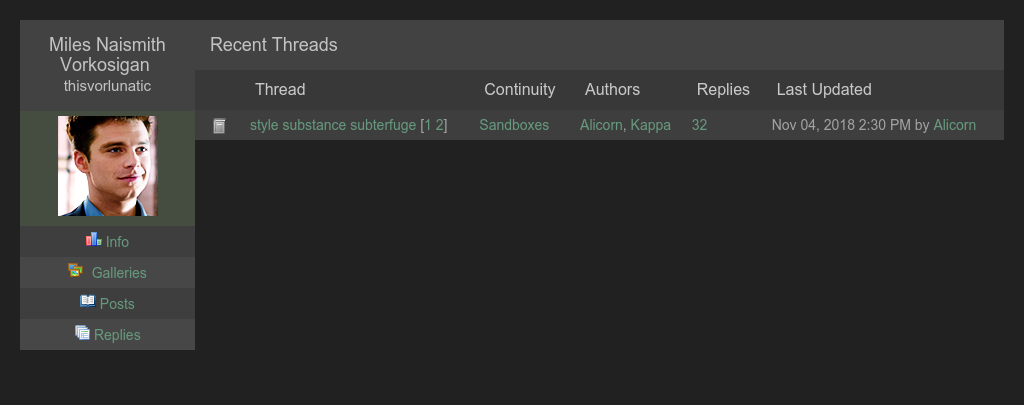 Miles Naismith
Vorkosigan
thisvorlunatic
Info
Galleries
Posts
Replies
Recent Threads
Thread Continuity Authors Replies Last Updated
style substance subterfuge [1 2] Sandboxes Alicorn, Kappa 32 Nov 04, 2018 2:30 PM by Alicorn